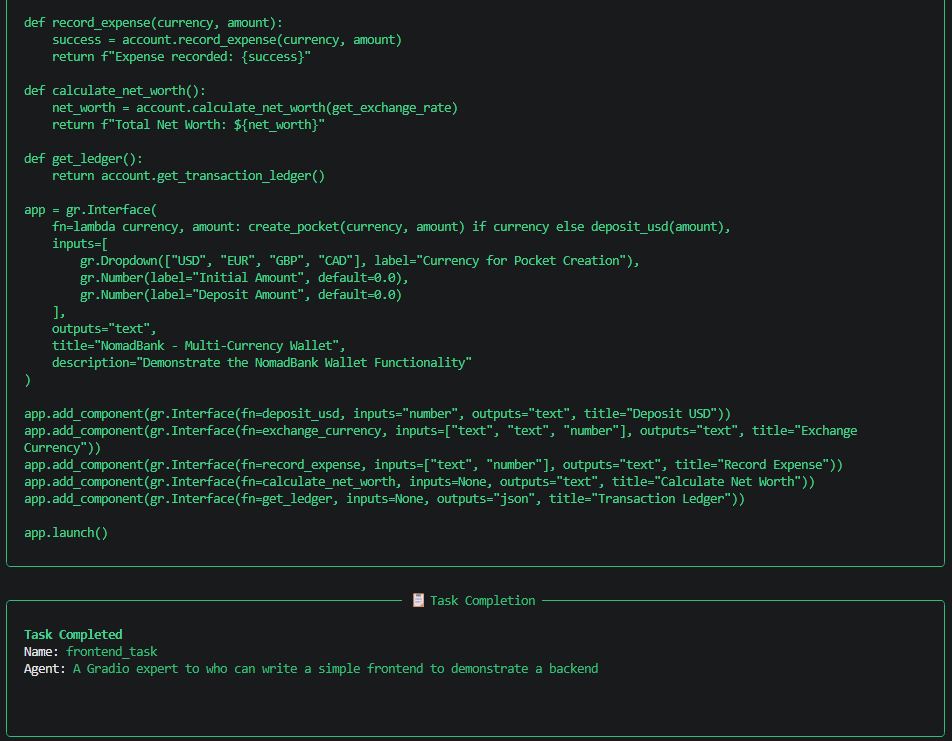 def record_expense(currency, amount):
    success = account.record_expense(currency, amount)
    return f"Expense recorded: {success}"

def calculate_net_worth():
    net_worth = account.calculate_net_worth(get_exchange_rate)
    return f"Total Net Worth: ${net_worth}"

def get_ledger():
    return account.get_transaction_ledger()

app = gr.Interface(
    fn=lambda currency, amount: create_pocket(currency, amount) if currency else deposit_usd(amount),
    inputs=[
        gr.Dropdown(["USD", "EUR", "GBP", "CAD"], label="Currency for Pocket Creation"),
        gr.Number(label="Initial Amount", default=0.0),
        gr.Number(label="Deposit Amount", default=0.0)
    ],
    outputs="text",
    title="NomadBank - Multi-Currency Wallet",
    description="Demonstrate the NomadBank Wallet Functionality"
)

app.add_component(gr.Interface(fn=deposit_usd, inputs="number", outputs="text", title="Deposit USD"))
app.add_component(gr.Interface(fn=exchange_currency, inputs=["text", "text", "number"], outputs="text", title="Exchange
Currency"))
app.add_component(gr.Interface(fn=record_expense, inputs=["text", "number"], outputs="text", title="Record Expense"))
app.add_component(gr.Interface(fn=calculate_net_worth, inputs=None, outputs="text", title="Calculate Net Worth"))
app.add_component(gr.Interface(fn=get_ledger, inputs=None, outputs="json", title="Transaction Ledger"))

app.launch()

📋 Task Completion

Task Completed
Name: frontend_task
Agent: A Gradio expert to who can write a simple frontend to demonstrate a backend